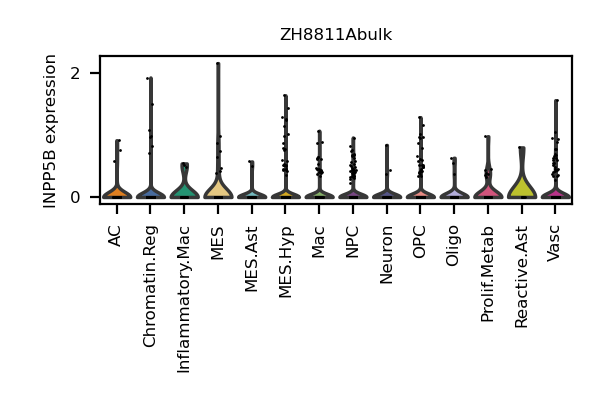 ZH8811Abulk
INPP5B expression
2
0
AC
Chromatin.Reg
Inflammatory.Mac
MES
MES.Ast
MES.Hyp
Mac
NPC
Neuron
OPC
Oligo
Prolif.Metab
Reactive.Ast
Vasc